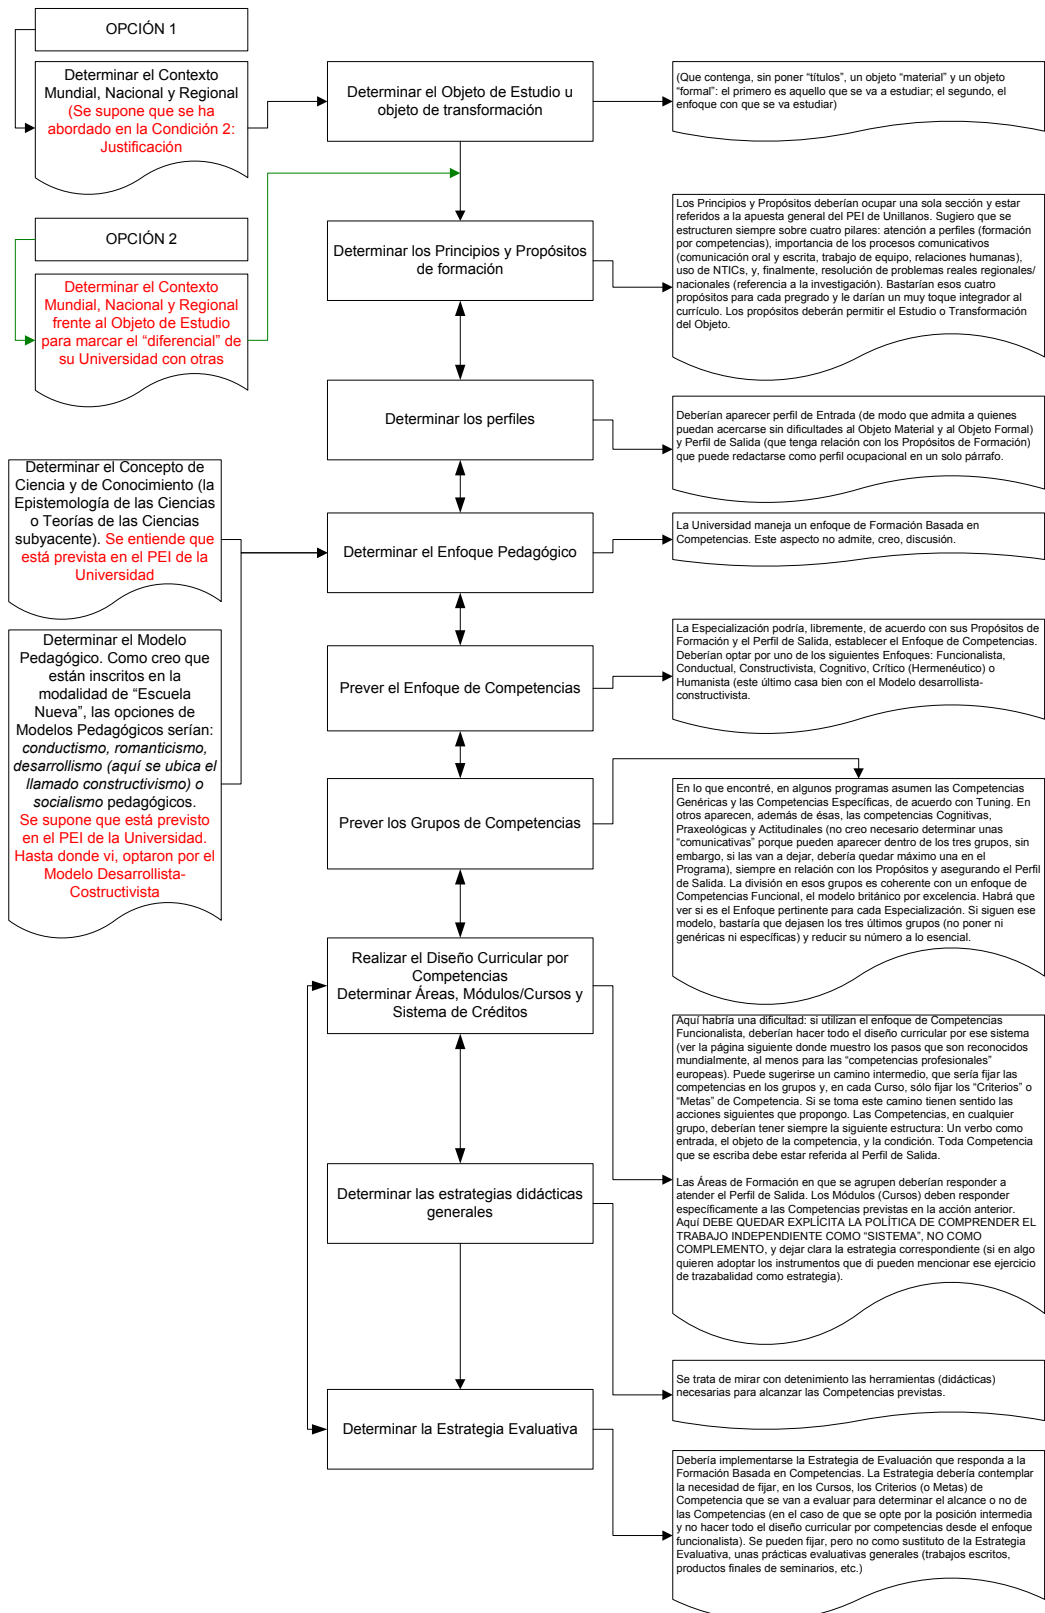 OPCIÓN 1
Determinar el Contexto
Mundial, Nacional y Regional
(Se supone que se ha
abordado en la Condición 2:
Justificación
Determinar el Objeto de Estudio u
objeto de transformación
(Que contenga, sin poner “títulos”, un objeto “material” y un objeto
“formal”: el primero es aquello que se va a estudiar; el segundo, el
enfoque con que se va estudiar)
OPCIÓN 2
Determinar el Contexto
Mundial, Nacional y Regional
frente al Objeto de Estudio
para marcar el “diferencial” de
su Universidad con otras
Determinar los Principios y Propósitos
de formación
Los Principios y Propósitos deberían ocupar una sola sección y estar
referidos a la apuesta general del PEI de Unillanos. Sugiero que se
estructuren siempre sobre cuatro pilares: atención a perfiles (formación
por competencias), importancia de los procesos comunicativos
(comunicación oral y escrita, trabajo de equipo, relaciones humanas),
uso de NTICs, y, finalmente, resolución de problemas reales regionales/
nacionales (referencia a la investigación). Bastarían esos cuatro
propósitos para cada pregrado y le darían un muy toque integrador al
currículo. Los propósitos deberán permitir el Estudio o Transformación
del Objeto.
Determinar los perfiles
Deberían aparecer perfil de Entrada (de modo que admita a quienes
puedan acercarse sin dificultades al Objeto Material y al Objeto Formal)
y Perfil de Salida (que tenga relación con los Propósitos de Formación)
que puede redactarse como perfil ocupacional en un solo párrafo.
Determinar el Concepto de
Ciencia y de Conocimiento (la
Epistemología de las Ciencias
o Teorías de las Ciencias
subyacente). Se entiende que
está prevista en el PEI de la
Universidad
Determinar el Enfoque Pedagógico
La Universidad maneja un enfoque de Formación Basada en
Competencias. Este aspecto no admite, creo, discusión.
Determinar el Modelo
Pedagógico. Como creo que
están inscritos en la
modalidad de “Escuela
Nueva”, las opciones de
Modelos Pedagógicos serían:
conductismo, romanticismo,
desarrollismo (aquí se ubica el
llamado constructivismo) o
socialismo pedagógicos.
Se supone que está previsto
en el PEI de la Universidad.
Hasta donde vi, optaron por el
Modelo Desarrollista-
Costructivista
Prever el Enfoque de Competencias
La Especialización podría, libremente, de acuerdo con sus Propósitos de
Formación y el Perfil de Salida, establecer el Enfoque de Competencias.
Deberían optar por uno de los siguientes Enfoques: Funcionalista,
Conductual, Constructivista, Cognitivo, Crítico (Hermenéutico) o
Humanista (este último casa bien con el Modelo desarrollista-
constructivista.
Prever los Grupos de Competencias
En lo que encontré, en algunos programas asumen las Competencias
Genéricas y las Competencias Específicas, de acuerdo con Tuning. En
otros aparecen, además de ésas, las competencias Cognitivas,
Praxeológicas y Actitudinales (no creo necesario determinar unas
“comunicativas” porque pueden aparecer dentro de los tres grupos, sin
embargo, si las van a dejar, debería quedar máximo una en el
Programa), siempre en relación con los Propósitos y asegurando el Perfil
de Salida. La división en esos grupos es coherente con un enfoque de
Competencias Funcional, el modelo británico por excelencia. Habrá que
ver si es el Enfoque pertinente para cada Especialización. Si siguen ese
modelo, bastaría que dejasen los tres últimos grupos (no poner ni
genéricas ni específicas) y reducir su número a lo esencial.
Realizar el Diseño Curricular por
Competencias
Determinar Áreas, Módulos/Cursos y
Sistema de Créditos
Aquí habría una dificultad: si utilizan el enfoque de Competencias
Funcionalista, deberían hacer todo el diseño curricular por ese sistema
(ver la página siguiente donde muestro los pasos que son reconocidos
mundialmente, al menos para las “competencias profesionales”
europeas). Puede sugerirse un camino intermedio, que sería fijar las
competencias en los grupos y, en cada Curso, sólo fijar los “Criterios” o
“Metas” de Competencia. Si se toma este camino tienen sentido las
acciones siguientes que propongo. Las Competencias, en cualquier
grupo, deberían tener siempre la siguiente estructura: Un verbo como
entrada, el objeto de la competencia, y la condición. Toda Competencia
que se escriba debe estar referida al Perfil de Salida.
Las Áreas de Formación en que se agrupen deberían responder a
atender el Perfil de Salida. Los Módulos (Cursos) deben responder
específicamente a las Competencias previstas en la acción anterior.
Aquí DEBE QUEDAR EXPLÍCITA LA POLÍTICA DE COMPRENDER EL
TRABAJO INDEPENDIENTE COMO “SISTEMA”, NO COMO
COMPLEMENTO, y dejar clara la estrategia correspondiente (si en algo
quieren adoptar los instrumentos que di pueden mencionar ese ejercicio
de trazabalidad como estrategia).
Determinar las estrategias didácticas
generales
Se trata de mirar con detenimiento las herramientas (didácticas)
necesarias para alcanzar las Competencias previstas.
Determinar la Estrategia Evaluativa
Debería implementarse la Estrategia de Evaluación que responda a la
Formación Basada en Competencias. La Estrategia debería contemplar
la necesidad de fijar, en los Cursos, los Criterios (o Metas) de
Competencia que se van a evaluar para determinar el alcance o no de
las Competencias (en el caso de que se opte por la posición intermedia
y no hacer todo el diseño curricular por competencias desde el enfoque
funcionalista). Se pueden fijar, pero no como sustituto de la Estrategia
Evaluativa, unas prácticas evaluativas generales (trabajos escritos,
productos finales de seminarios, etc.)